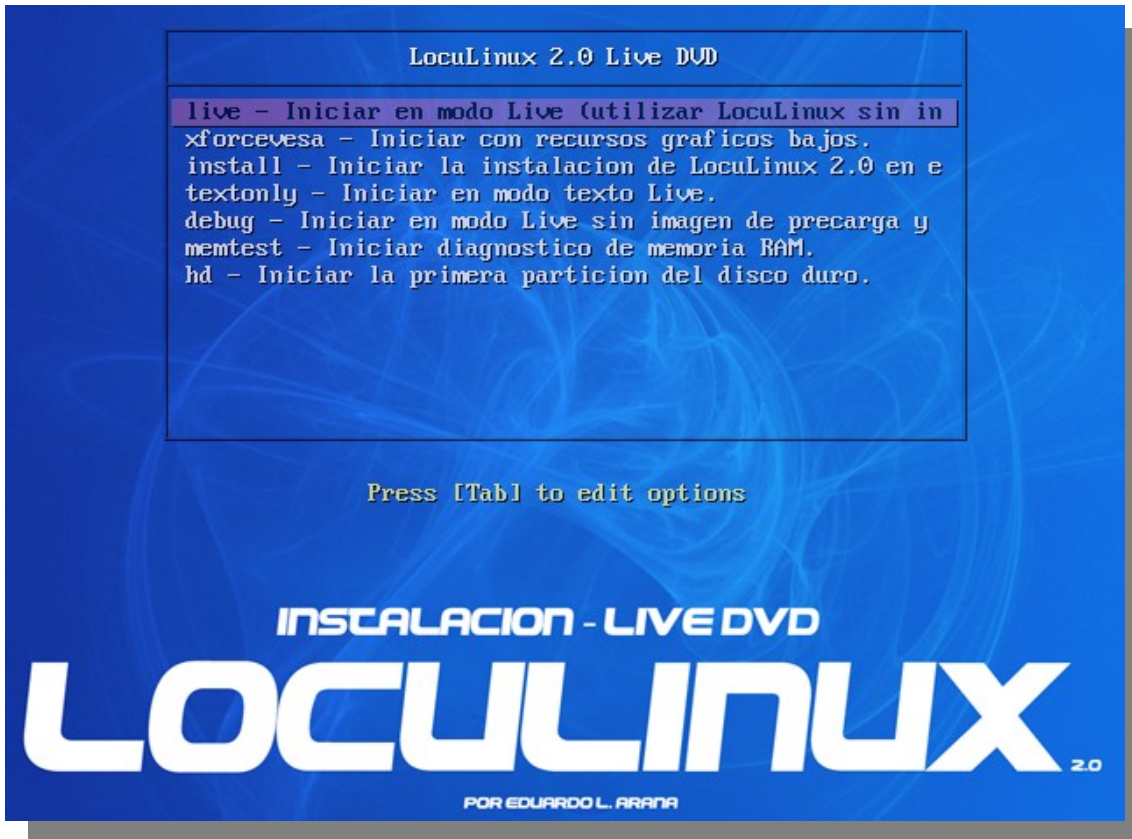 LocuLinux 2.0 Live DVD
live - Iniciar en modo Live (utilizar LocuLinux sin in
xforcevesa - Iniciar con recursos graficos bajos.
install - Iniciar la instalacion de LocuLinux 2.0 en e
textonly - Iniciar en modo texto Live.
debug - Iniciar en modo Live sin imagen de precarga y
memtest - Iniciar diagnostico de memoria RAM.
hd - Iniciar la primera particion del disco duro.
Press [Tab] to edit options
INSTALACION - LIVE DVD
LOCULINUX 2.0
POR EDUARDO L. ARANA